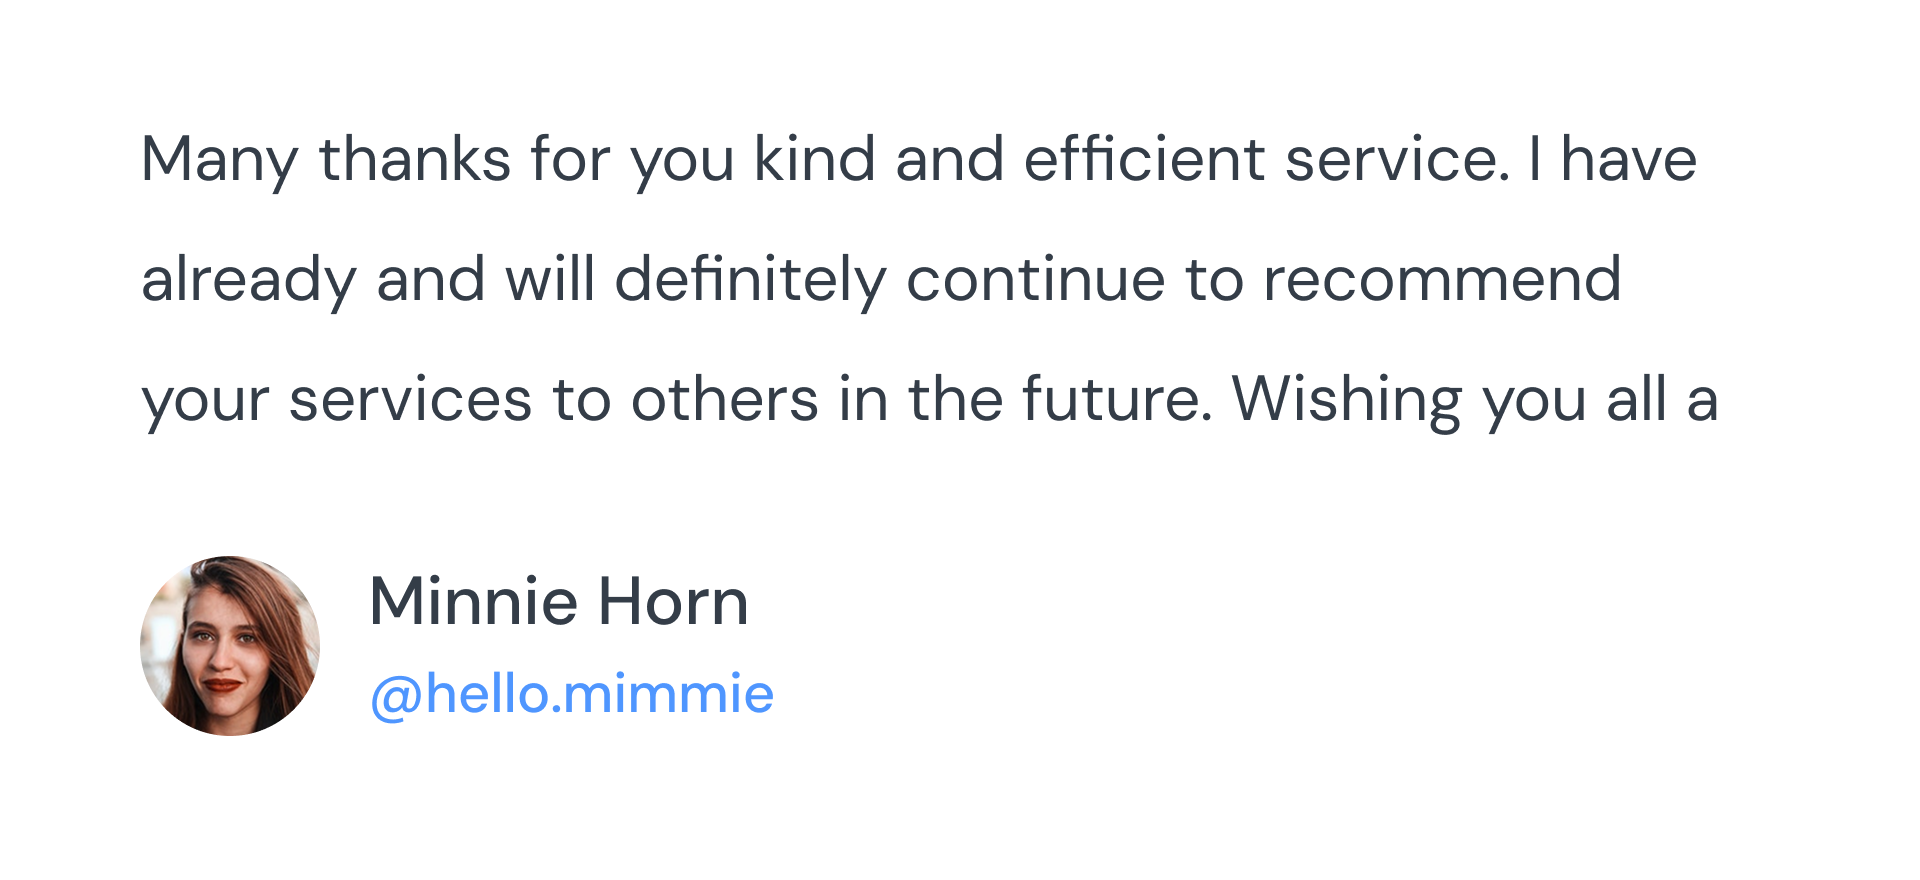 Many thanks for you kind and efficient service. I have
already and will definitely continue to recommend
your services to others in the future. Wishing you all a
Minnie Horn
@hello.mimmie